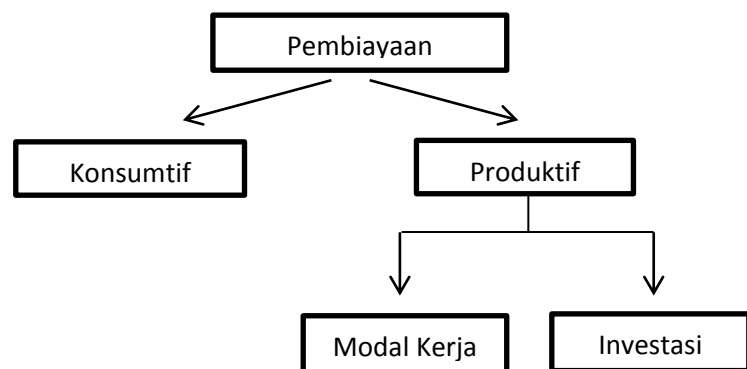 Pembiayaan
Konsumtif
Produktif
Modal Kerja
Investasi